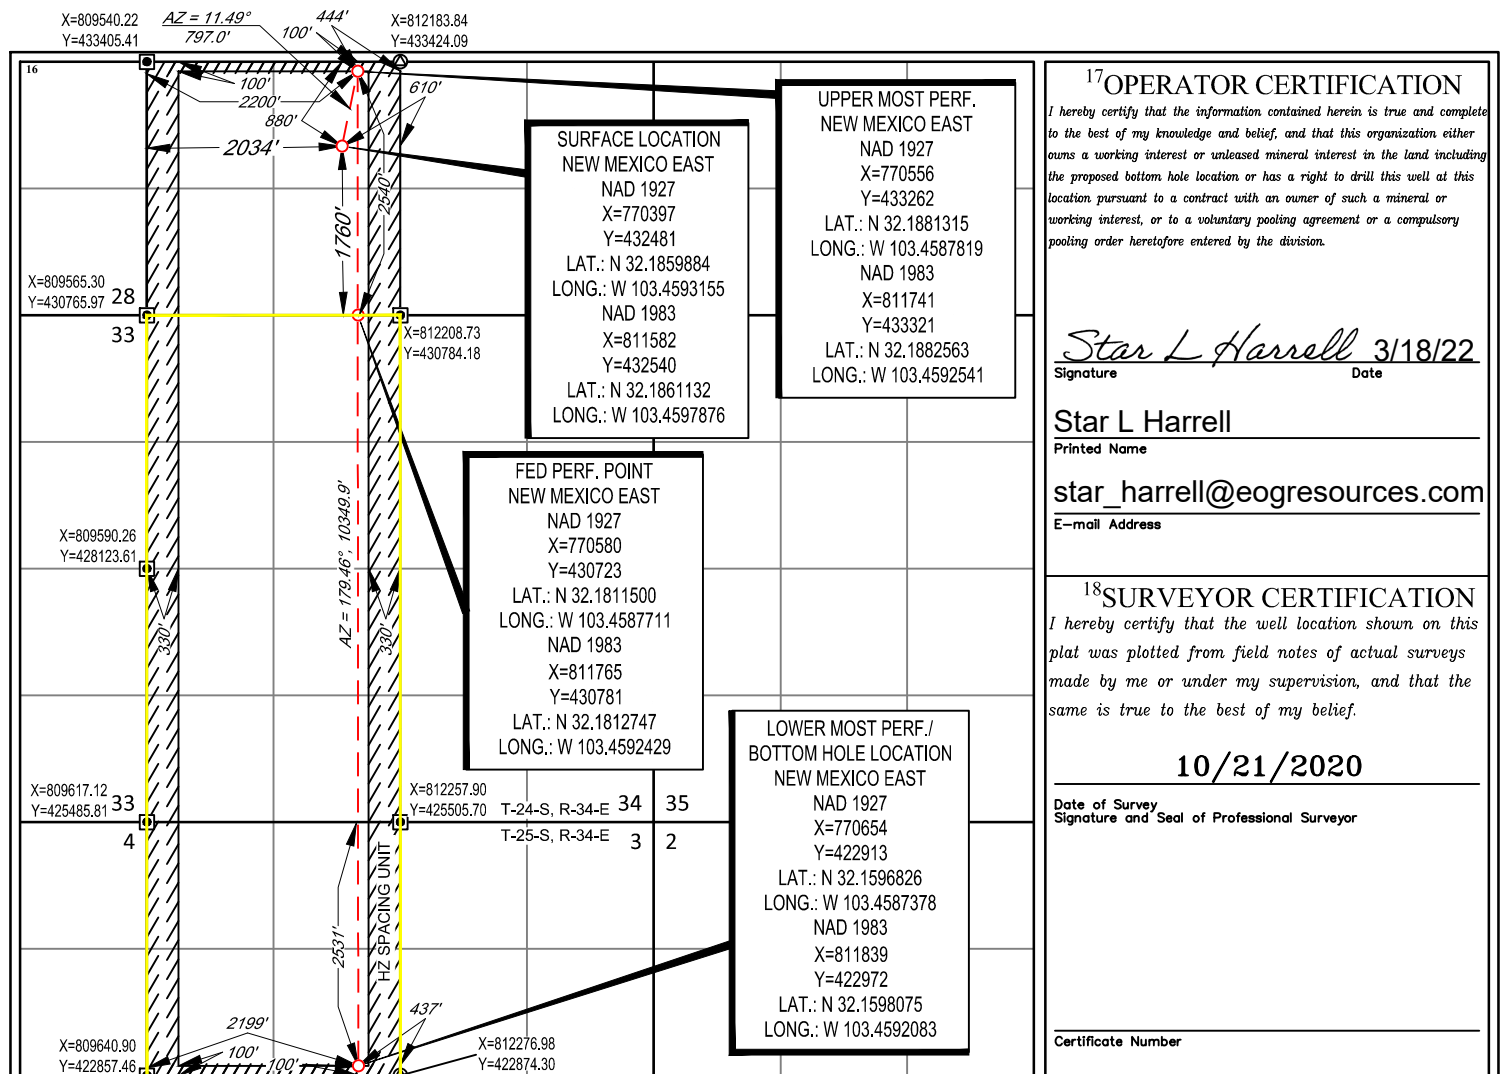 X=809540.22
Y=433405.41
AZ = 11.49°
797.0'
444'
100'
X=812183.84
Y=433424.09
16
100'
2200'
880'
610'
2034'
1760'
2540'
X=809565.30
Y=430765.97
28
33
X=812208.73
Y=430784.18
SURFACE LOCATION
NEW MEXICO EAST
NAD 1927
X=770397
Y=432481
LAT.: N 32.1859884
LONG.: W 103.4593155
NAD 1983
X=811582
Y=432540
LAT.: N 32.1861132
LONG.: W 103.4597876
UPPER MOST PERF.
NEW MEXICO EAST
NAD 1927
X=770556
Y=433262
LAT.: N 32.1881315
LONG.: W 103.4587819
NAD 1983
X=811741
Y=433321
LAT.: N 32.1882563
LONG.: W 103.4592541
FED PERF. POINT
NEW MEXICO EAST
NAD 1927
X=770580
Y=430723
LAT.: N 32.1811500
LONG.: W 103.4587711
NAD 1983
X=811765
Y=430781
LAT.: N 32.1812747
LONG.: W 103.4592429
X=809590.26
Y=428123.61
330'
AZ = 179.46°, 10349.9'
330'
X=809617.12
Y=425485.81
33
4
X=812257.90
Y=425505.70
T-24-S, R-34-E
T-25-S, R-34-E
34
35
3
2
LOWER MOST PERF./
BOTTOM HOLE LOCATION
NEW MEXICO EAST
NAD 1927
X=770654
Y=422913
LAT.: N 32.1596826
LONG.: W 103.4587378
NAD 1983
X=811839
Y=422972
LAT.: N 32.1598075
LONG.: W 103.4592083
2531'
HZ SPACING UNIT
2199'
437'
100'
100'
X=809640.90
Y=422857.46
X=812276.98
Y=422874.30
17OPERATOR CERTIFICATION
I hereby certify that the information contained herein is true and complete
to the best of my knowledge and belief, and that this organization either
owns a working interest or unleased mineral interest in the land including
the proposed bottom hole location or has a right to drill this well at this
location pursuant to a contract with an owner of such a mineral or
working interest, or to a voluntary pooling agreement or a compulsory
pooling order heretofore entered by the division.
Star L Harrell 3/18/22
Signature Date
Star L Harrell
Printed Name
star_harrell@eogresources.com
E-mail Address
18SURVEYOR CERTIFICATION
I hereby certify that the well location shown on this
plat was plotted from field notes of actual surveys
made by me or under my supervision, and that the
same is true to the best of my belief.
10/21/2020
Date of Survey
Signature and Seal of Professional Surveyor
Certificate Number